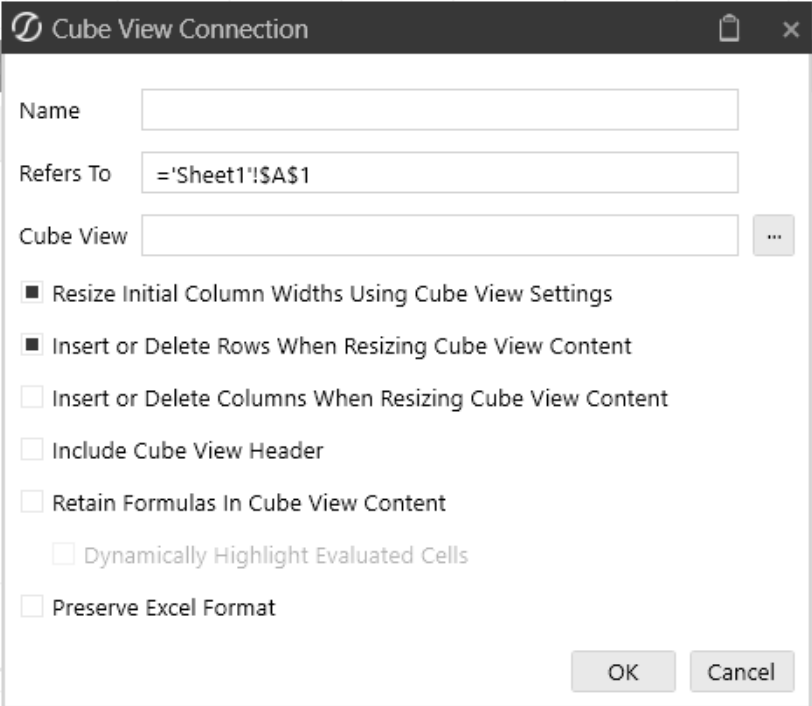 Cube View Connection
Name
Refers To ='Sheet1'!$A$1
Cube View ...
Resize Initial Column Widths Using Cube View Settings
Insert or Delete Rows When Resizing Cube View Content
Insert or Delete Columns When Resizing Cube View Content
Include Cube View Header
Retain Formulas In Cube View Content
Dynamically Highlight Evaluated Cells
Preserve Excel Format
OK Cancel